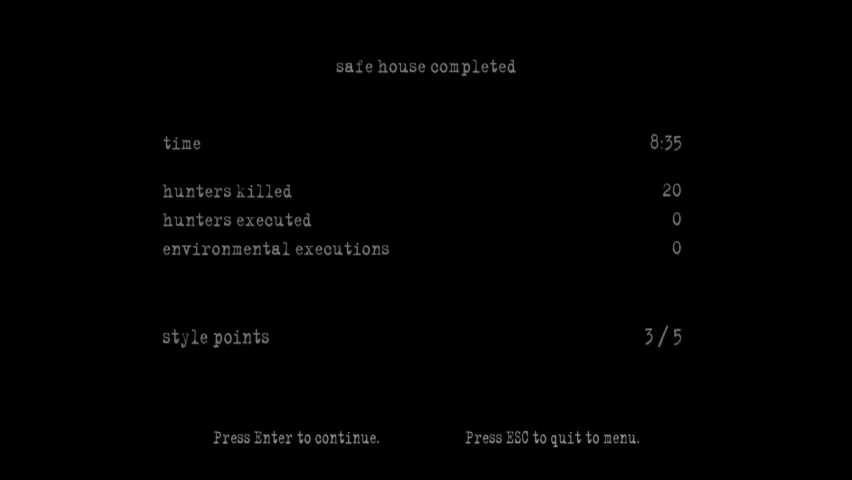 safe house completed
time 8:35
hunters killed 20
hunters executed 0
environmental executions 0
style points 3 / 5
Press Enter to continue. Press ESC to quit to menu.